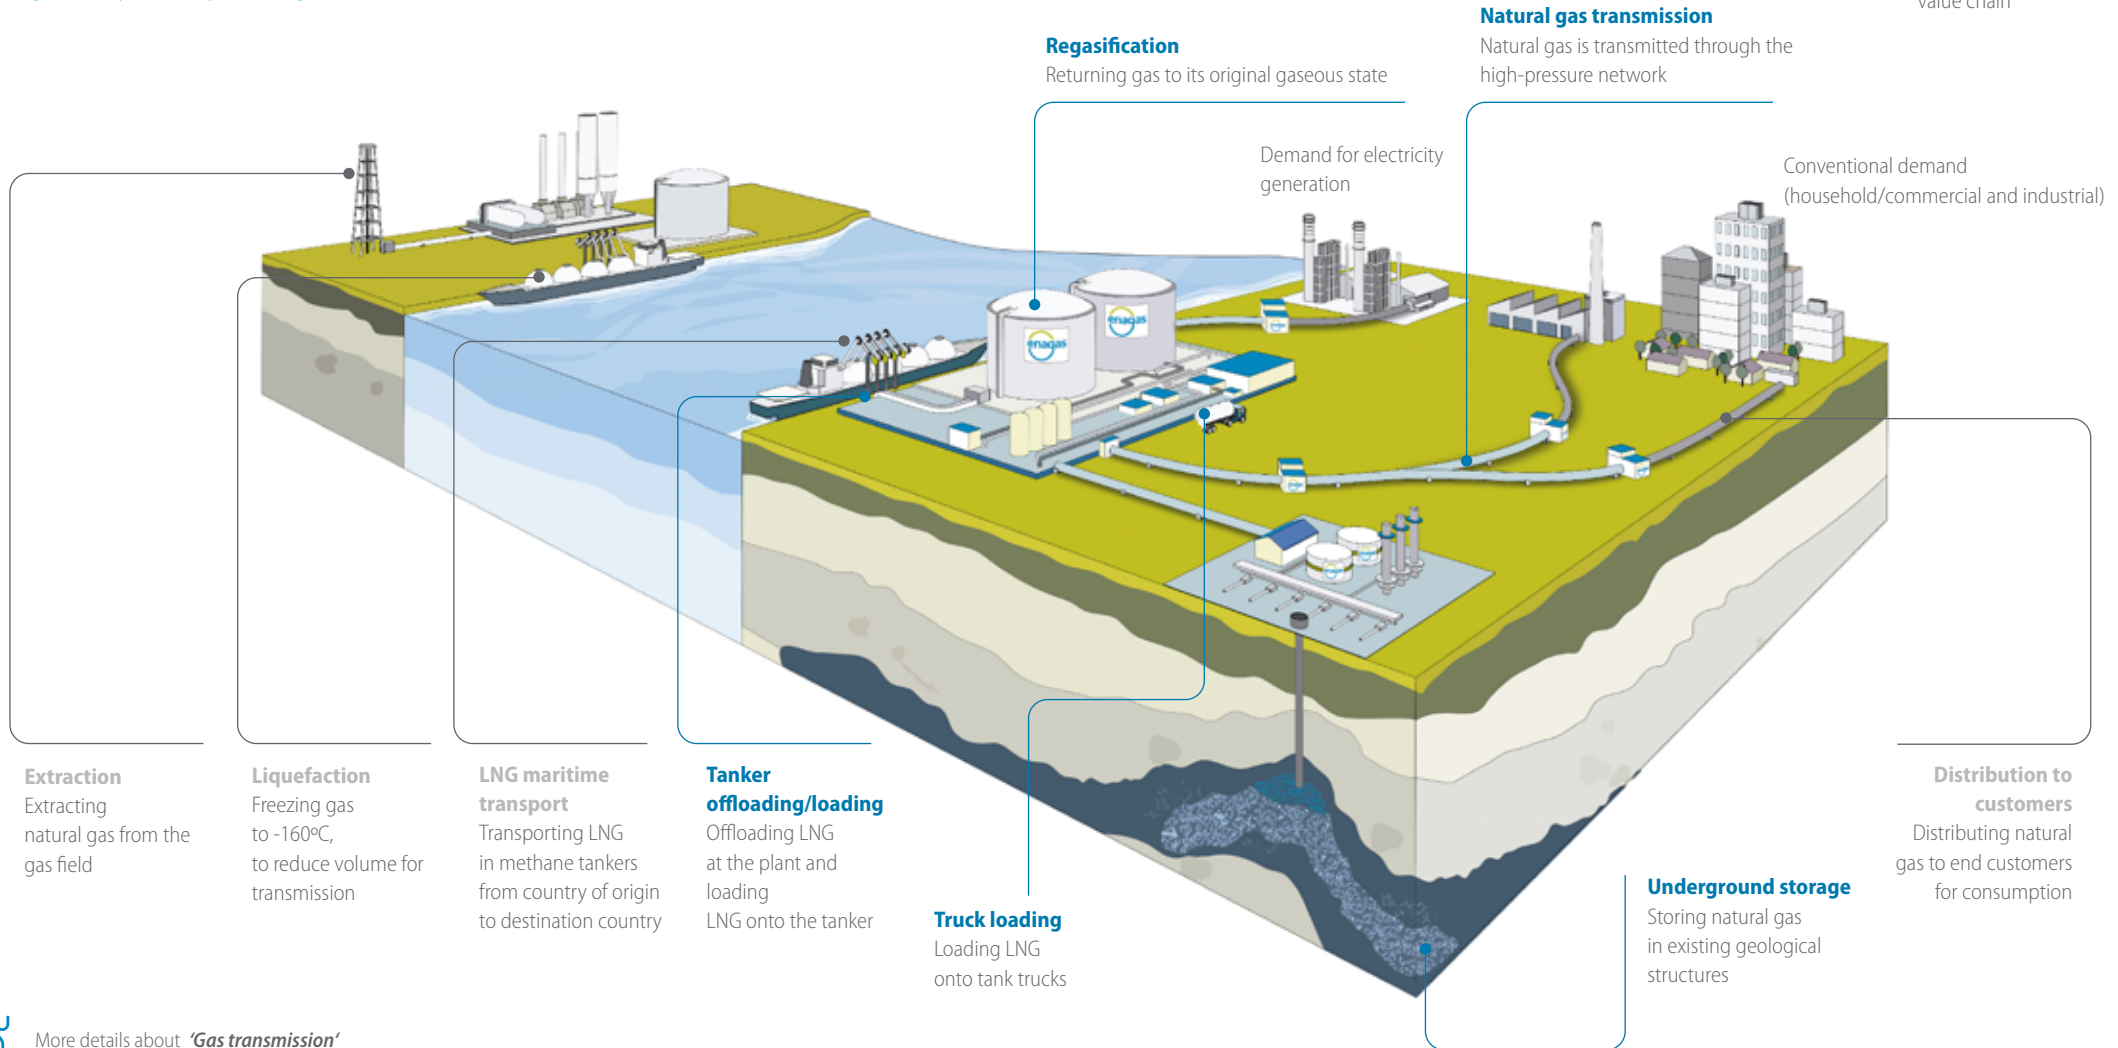 value chain
Natural gas transmission
Natural gas is transmitted through the
high-pressure network
Regasification
Returning gas to its original gaseous state
Demand for electricity
generation
Conventional demand
(household/commercial and industrial)
enagas
enagas
Extraction
Extracting
natural gas from the
gas field
Liquefaction
Freezing gas
to -160ºC,
to reduce volume for
transmission
LNG maritime
transport
Transporting LNG
in methane tankers
from country of origin
to destination country
Tanker
offloading/loading
Offloading LNG
at the plant and
loading
LNG onto the tanker
Truck loading
Loading LNG
onto tank trucks
Underground storage
Storing natural gas
in existing geological
structures
Distribution to
customers
Distributing natural
gas to end customers
for consumption
More details about 'Gas transmission'